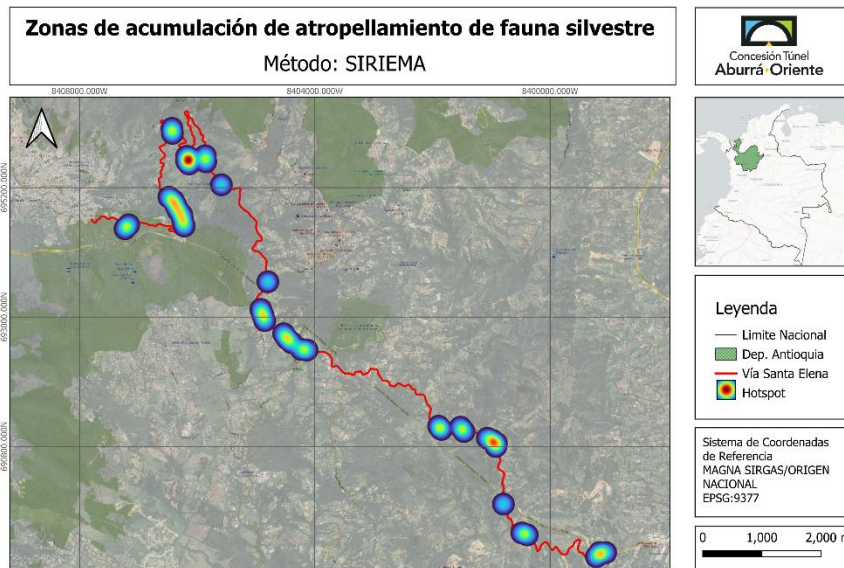 Zonas de acumulación de atropellamiento de fauna silvestre
Método: SIRIEMA
Concesión Túnel
Aburrá Oriente
8408000.000W
8404000.000W
8400000.000W
695200.000N
693000.000N
690800.000N
Leyenda
Limite Nacional
Dep. Antioquia
Vía Santa Elena
Hotspot
Sistema de Coordenadas
de Referencia
MAGNA SIRGAS/ORIGEN
NACIONAL
EPSG:9377
0 1,000 2,000 m